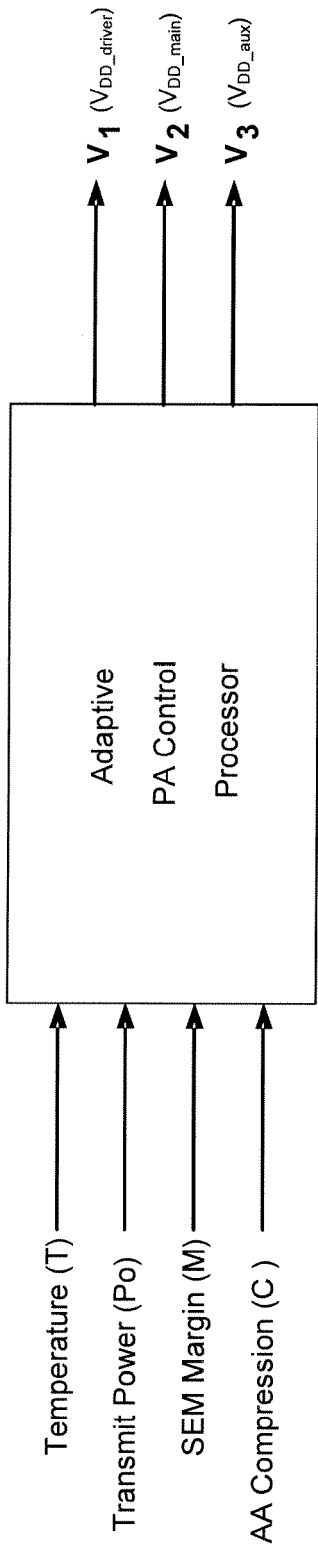 Temperature (T)
Transmit Power (Po)
SEM Margin (M)
AA Compression (C )
Adaptive
PA Control
Processor
V1 (VDD_driver)
V2 (VDD_main)
V3 (VDD_aux)